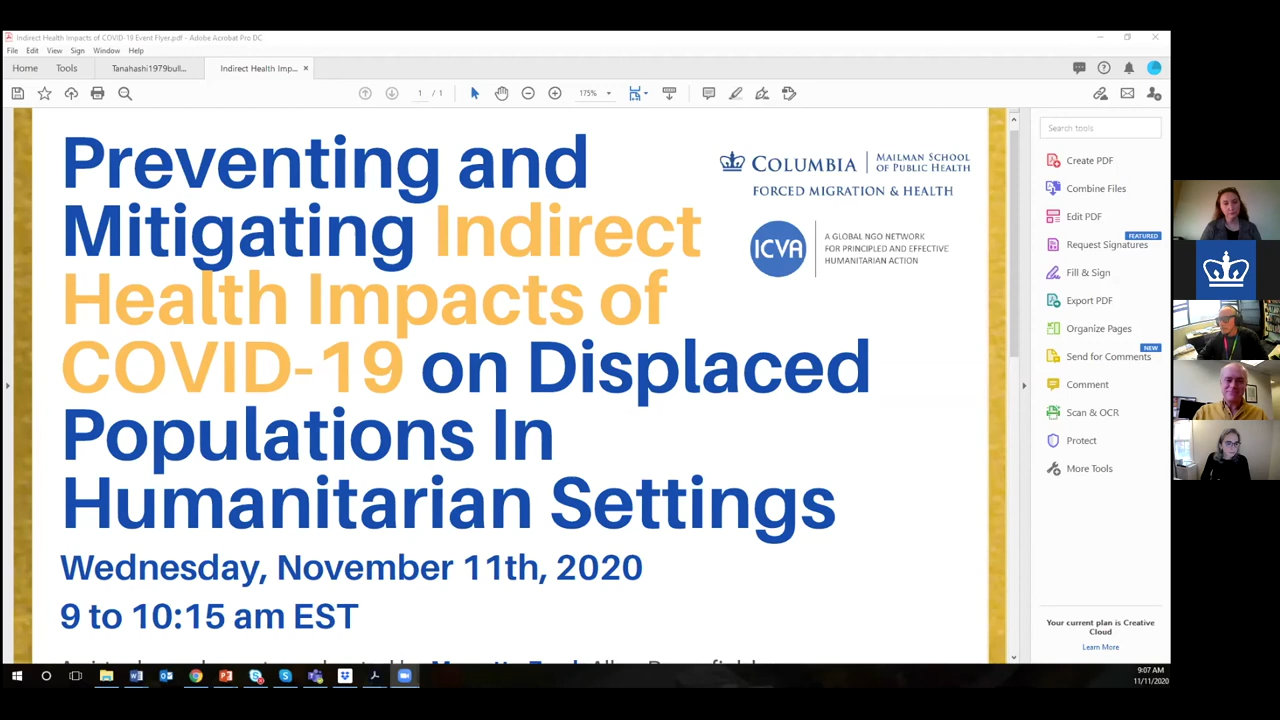 Indirect Health Impacts of COVID-19 Event Flyer.pdf - Adobe Acrobat Pro DC
File Edit View Sign Window Help
Home Tools Tanahashi1979bull... Indirect Health Imp... ×
1 / 1 175%
Preventing and
Mitigating Indirect
Health Impacts of
COVID-19 on Displaced
Populations In
Humanitarian Settings
Wednesday, November 11th, 2020
9 to 10:15 am EST
COLUMBIA
MAILMAN SCHOOL
OF PUBLIC HEALTH
FORCED MIGRATION & HEALTH
ICVA
A GLOBAL NGO NETWORK
FOR PRINCIPLED AND EFFECTIVE
HUMANITARIAN ACTION
Search tools
Create PDF
Combine Files
Edit PDF
FEATURED
Request Signatures
Fill & Sign
Export PDF
Organize Pages
NEW
Send for Comments
Comment
Scan & OCR
Protect
More Tools
Your current plan is Creative
Cloud
Learn More
9:07 AM
11/11/2020